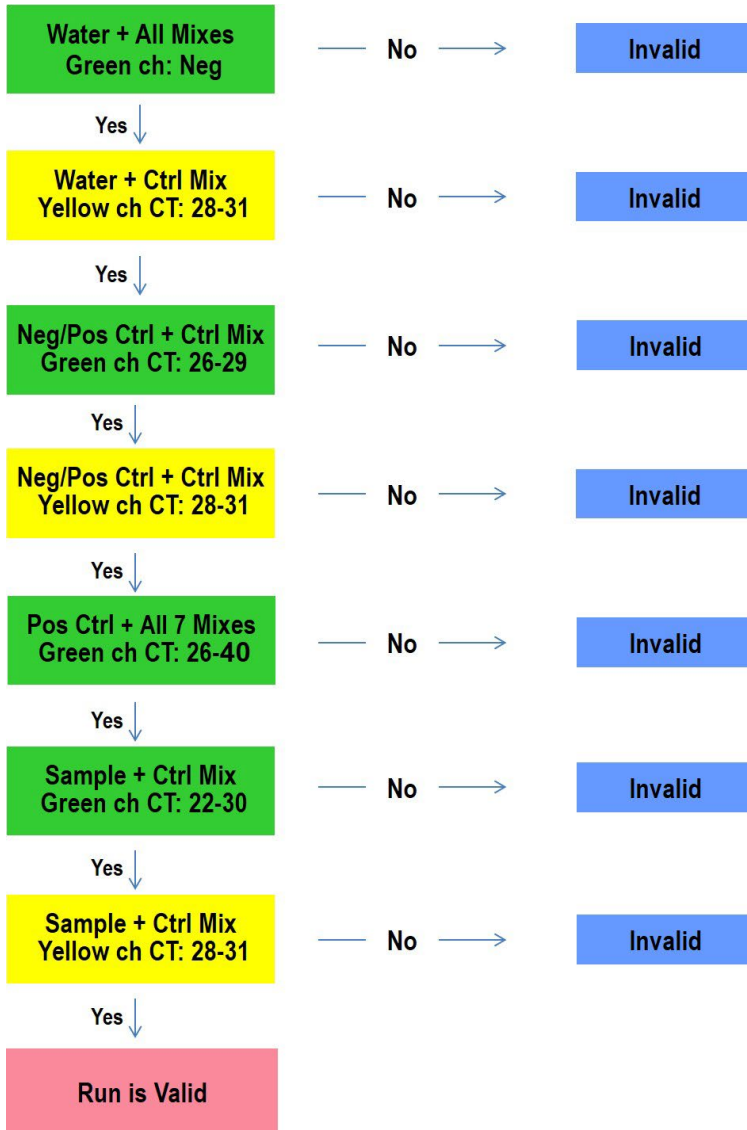 Water + All Mixes
Green ch: Neg
No
Invalid
Yes
Water + Ctrl Mix
Yellow ch CT: 28-31
No
Invalid
Yes
Neg/Pos Ctrl + Ctrl Mix
Green ch CT: 26-29
No
Invalid
Yes
Neg/Pos Ctrl + Ctrl Mix
Yellow ch CT: 28-31
No
Invalid
Yes
Pos Ctrl + All 7 Mixes
Green ch CT: 26-40
No
Invalid
Yes
Sample + Ctrl Mix
Green ch CT: 22-30
No
Invalid
Yes
Sample + Ctrl Mix
Yellow ch CT: 28-31
No
Invalid
Yes
Run is Valid